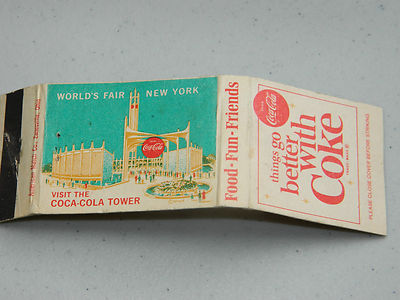 WORLD'S FAIR NEW YORK
Coca-Cola
VISIT THE
COCA-COLA TOWER
Food-Fun-Friends
Coca-Cola
things go
better
with
Coke
PLEASE CLOSE COVER BEFORE STRIKING